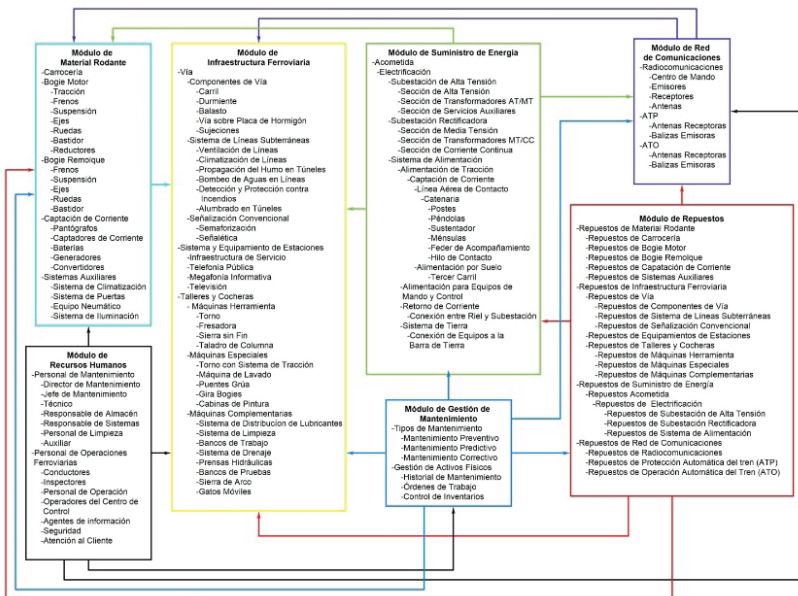 Módulo de
Material Rodante
-Carrocería
-Bogie Motor
-Tracción
-Frenos
-Suspensión
-Ejes
-Ruedas
-Bastidor
-Reductores
-Bogie Remolque
-Frenos
-Suspensión
-Ejes
-Ruedas
-Bastidor
-Captación de Corriente
-Pantógrafos
-Captadores de Corriente
-Baterías
-Generadores
-Convertidores
-Sistemas Auxiliares
-Sistema de Climatización
-Sistema de Puertas
-Equipo Neumático
-Sistema de Iluminación
Módulo de
Recursos Humanos
-Personal de Mantenimiento
-Director de Mantenimiento
-Jefe de Mantenimiento
-Técnico
-Responsable de Almacén
-Responsable de Sistemas
-Personal de Limpieza
-Auxiliar
-Personal de Operaciones
Ferroviarias
-Conductores
-Inspectores
-Personal de Operación
-Operadores del Centro de
Control
-Agentes de información
-Seguridad
-Atención al Cliente
Módulo de
Infraestructura Ferroviaria
-Vía
-Componentes de Vía
-Carril
-Durmiente
-Balasto
-Vía sobre Placa de Hormigón
-Sujeciones
-Sistema de Líneas Subterráneas
-Ventilación de Líneas
-Climatización de Líneas
-Propagación del Humo en Túneles
-Bombeo de Aguas en Líneas
-Detección y Protección contra
Incendios
-Alumbrado en Túneles
-Señalización Convencional
-Semaforización
-Señalética
-Sistema y Equipamiento de Estaciones
-Infraestructura de Servicio
-Telefonía Pública
-Megafonía Informativa
-Televisión
-Talleres y Cocheras
- Máquinas Herramienta
-Torno
-Fresadora
-Sierra sin Fin
-Taladro de Columna
-Máquinas Especiales
-Torno con Sistema de Tracción
-Máquina de Lavado
-Puentes Grúa
-Gira Bogies
-Cabinas de Pintura
-Máquinas Complementarias
-Sistema de Distribucion de Lubricantes
-Sistema de Limpieza
-Bancos de Trabajo
-Sistema de Drenaje
-Prensas Hidráulicas
-Bancos de Pruebas
-Sierra de Arco
-Gatos Móviles
Módulo de Suministro de Energia
-Acometida
-Electrificación
-Subestación de Alta Tensión
-Sección de Alta Tensión
-Sección de Transformadores AT/MT
-Sección de Servicios Auxiliares
-Subestación Rectificadora
-Sección de Media Tensión
-Sección de Transformadores MT/CC
-Sección de Corriente Continua
-Sistema de Alimentación
-Alimentación de Tracción
-Captación de Corriente
-Línea Aérea de Contacto
-Catenaria
-Postes
-Péndolas
-Sustentador
-Ménsulas
-Feder de Acompañamiento
-Hilo de Contacto
-Alimentación por Suelo
-Tercer Carril
-Alimentación para Equipos de
Mando y Control
-Retorno de Corriente
-Conexión entre Riel y Subestación
-Sistema de Tierra
-Conexión de Equipos a la
Barra de Tierra
Módulo de Gestión de
Mantenimiento
-Tipos de Mantenimiento
-Mantenimiento Preventivo
-Mantenimiento Predictivo
-Mantenimiento Correctivo
-Gestión de Activos Físicos
-Historial de Mantenimiento
-Órdenes de Trabajo
-Control de Inventarios
Módulo de Red
de Comunicaciones
-Radiocomunicaciones
-Centro de Mando
-Emisores
-Receptores
-Antenas
-ATP
-Antenas Receptoras
-Balizas Emisoras
-ATO
-Antenas Receptoras
-Balizas Emisoras
Módulo de Repuestos
-Repuestos de Material Rodante
-Repuestos de Carrocería
-Repuestos de Bogie Motor
-Repuestos de Bogie Remolque
-Repuestos de Capatación de Corriente
-Repuestos de Sistemas Auxiliares
-Repuestos de Infraestructura Ferroviaria
-Repuestos de Vía
-Repuestos de Componentes de Vía
-Repuestos de Sistema de Líneas Subterráneas
-Repuestos de Señalización Convencional
-Repuestos de Equipamientos de Estaciones
-Repuestos de Talleres y Cocheras
-Repuestos de Máquinas Herramienta
-Repuestos de Máquinas Especiales
-Repuestos de Máquinas Complementarias
-Repuestos de Suministro de Energía
-Repuestos Acometida
-Repuestos de Electrificación
-Repuestos de Subestación de Alta Tensión
-Repuestos de Subestación Rectificadora
-Repuestos de Sistema de Alimentación
-Repuestos de Red de Comunicaciones
-Repuestos de Radiocomunicaciones
-Repuestos de Protección Automática del tren (ATP)
-Repuestos de Operación Automática del Tren (ATO)